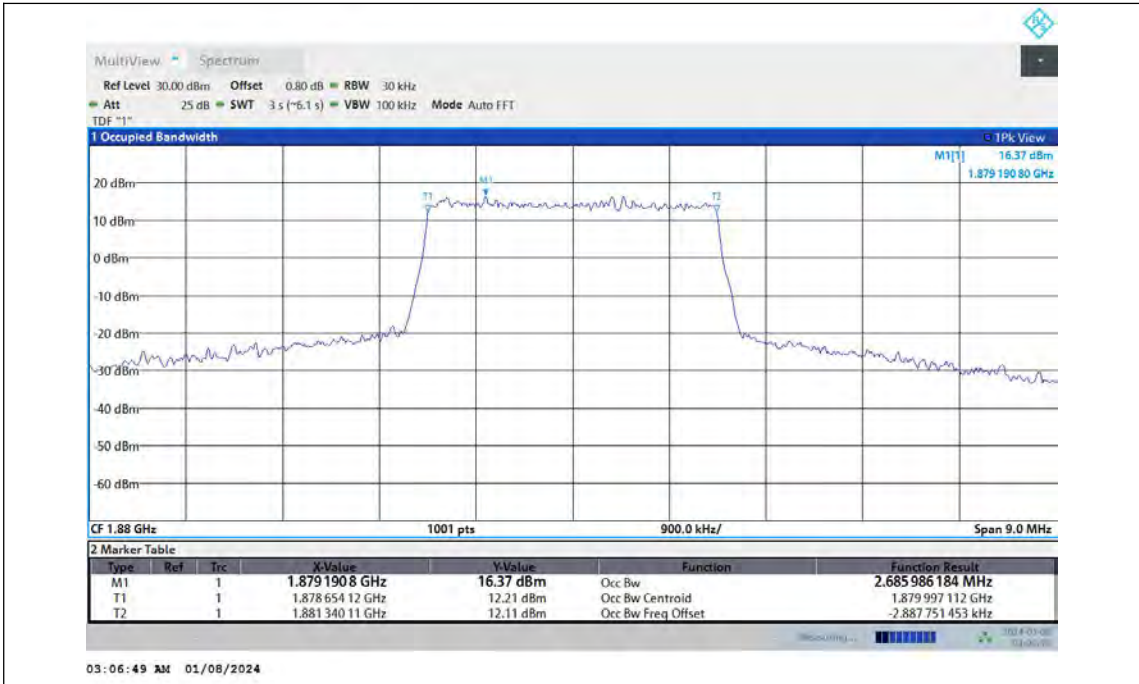 MultiView Spectrum
Ref Level 30.00 dBm Offset 0.80 dB RBW 30 kHz
Att 25 dB SWT 3 s (~6.1 s) VBW 100 kHz Mode Auto FFT
TDF "1"
1 Occupied Bandwidth 1Pk View
M1[1] 16.37 dBm
1.879 190 80 GHz
20 dBm
M1
T1 T2
10 dBm
0 dBm
-10 dBm
-20 dBm
-30 dBm
-40 dBm
-50 dBm
-60 dBm
CF 1.88 GHz 1001 pts 900.0 kHz/ Span 9.0 MHz
2 Marker Table
Type Ref Trc X-Value Y-Value Function Function Result
M1 1 1.879 190 8 GHz 16.37 dBm Occ Bw 2.685 986 184 MHz
T1 1 1.878 654 12 GHz 12.21 dBm Occ Bw Centroid 1.879 997 112 GHz
T2 1 1.881 340 11 GHz 12.11 dBm Occ Bw Freq Offset -2.887 751 453 kHz
Measuring...
03:06:49 AM 01/08/2024